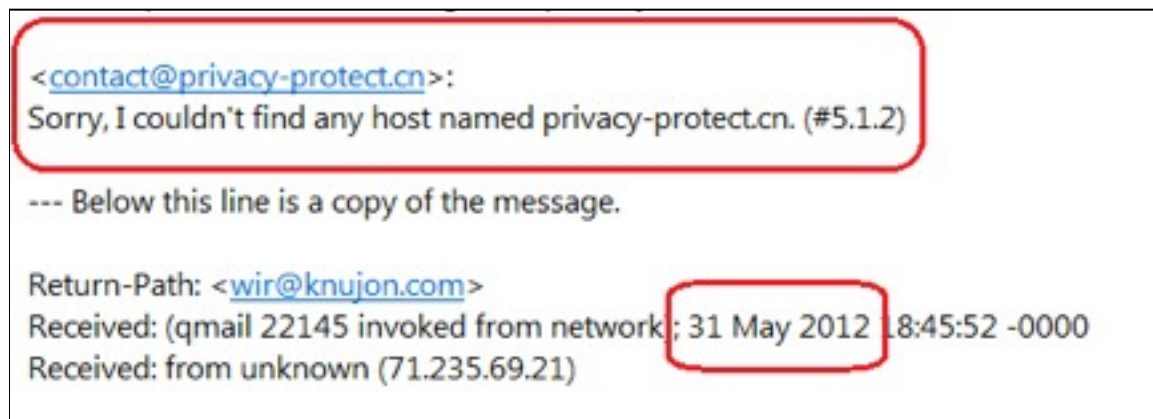 <contact@privacy-protect.cn>:
Sorry, I couldn't find any host named privacy-protect.cn. (#5.1.2)
--- Below this line is a copy of the message.
Return-Path: <wir@knujon.com>
Received: (qmail 22145 invoked from network); 31 May 2012 18:45:52 -0000
Received: from unknown (71.235.69.21)